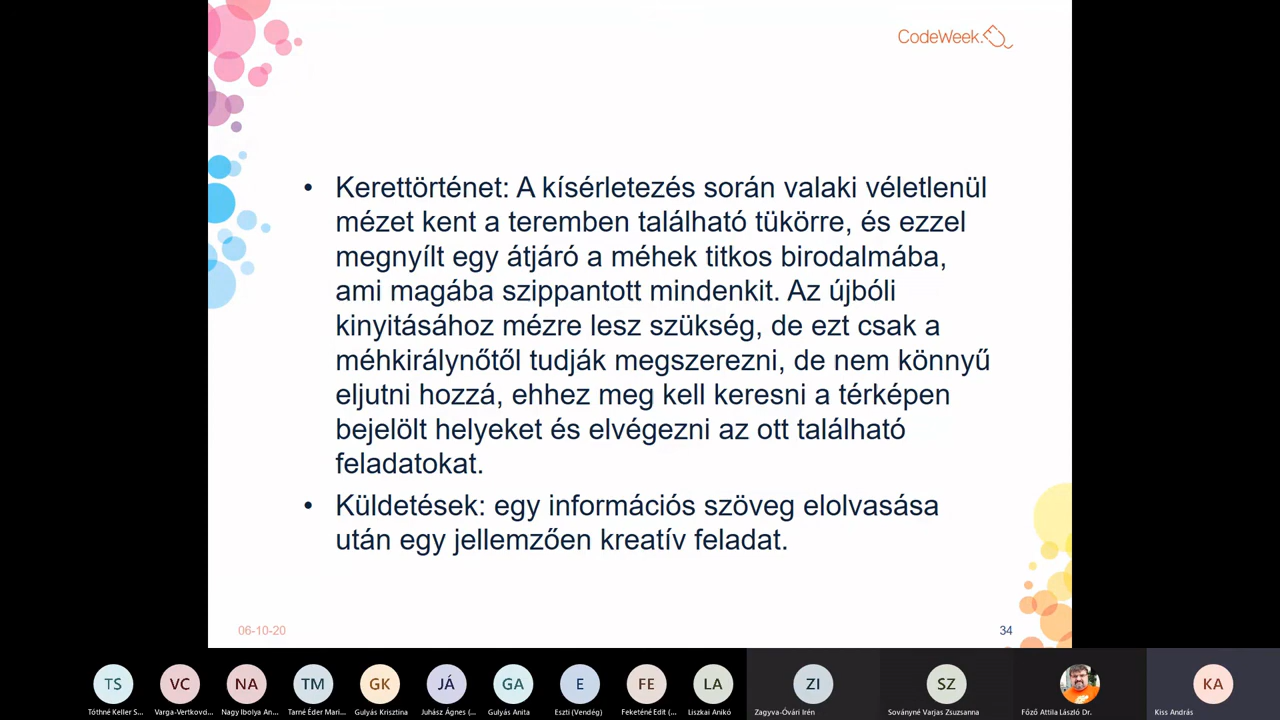 CodeWeek.
• Kerettörténet: A kísérletezés során valaki véletlenül
mézet kent a teremben található tükörre, és ezzel
megnyílt egy átjáró a méhek titkos birodalmába,
ami magába szippantott mindenkit. Az újbóli
kinyitásához mézre lesz szükség, de ezt csak a
méhkirálynőtől tudják megszerezni, de nem könnyű
eljutni hozzá, ehhez meg kell keresni a térképen
bejelölt helyeket és elvégezni az ott található
feladatokat.
• Küldetések: egy információs szöveg elolvasása
után egy jellemzően kreatív feladat.
06-10-20
34
TS VC NA TM GK JÁ GA E FE LA ZI SZ KA
Tóthné Keller S... Varga-Vertkovci... Nagy Ibolya An... Tarné Éder Mari... Gulyás Krisztina Juhász Ágnes (... Gulyás Anita Eszti (Vendég) Feketéné Edit (... Liszkai Anikó Zagyva-Óvári Irén Soványné Varjas Zsuzsanna Főző Attila László Dr. Kiss András